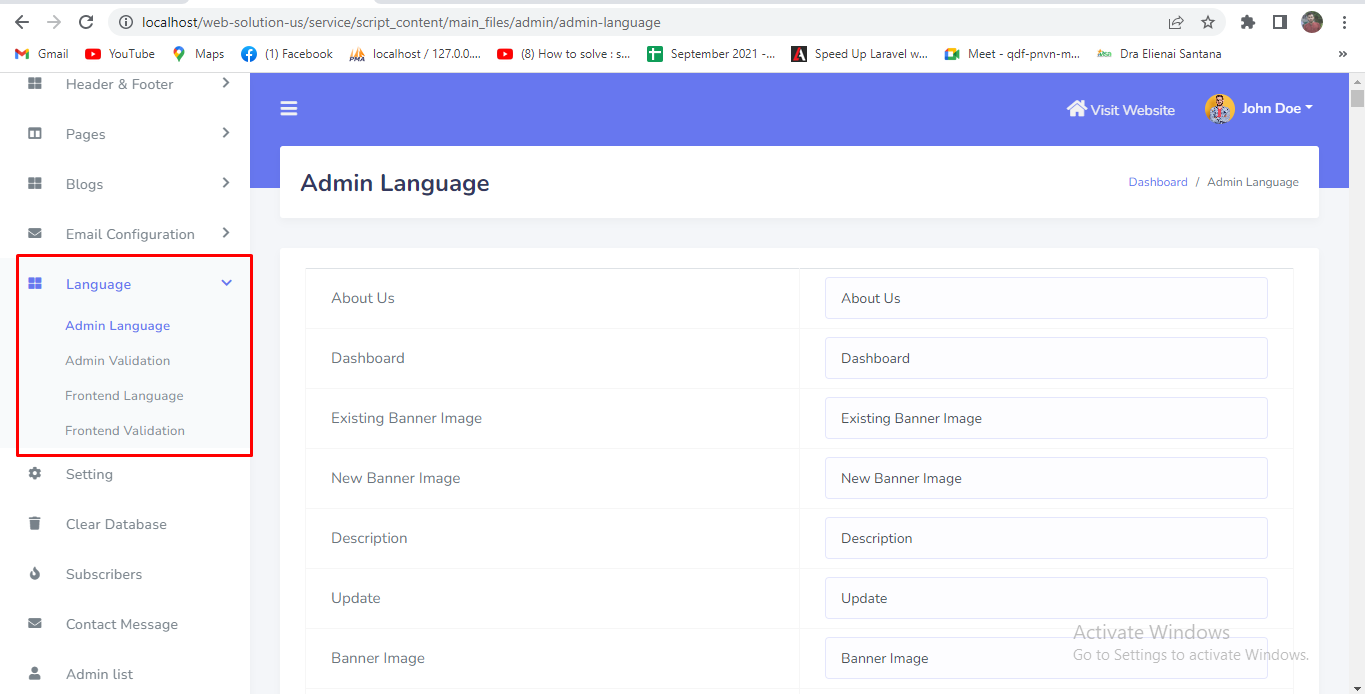 localhost/web-solution-us/service/script_content/main_files/admin/admin-language
Gmail YouTube Maps (1) Facebook localhost / 127.0.0.... (8) How to solve : s... September 2021 -... Speed Up Laravel w... Meet - qdf-pnvn-m... Dra Elienai Santana »
Header & Footer
Pages
Blogs
Email Configuration
Language
Admin Language
Admin Validation
Frontend Language
Frontend Validation
Setting
Clear Database
Subscribers
Contact Message
Admin list
Visit Website John Doe
Admin Language
Dashboard / Admin Language
About Us About Us
Dashboard Dashboard
Existing Banner Image Existing Banner Image
New Banner Image New Banner Image
Description Description
Update Update
Banner Image Banner Image
Activate Windows
Go to Settings to activate Windows.